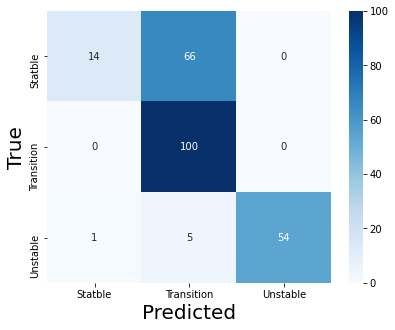 Statble 14 66 0
Transition 0 100 0
Unstable 1 5 54
Statble Transition Unstable
True
Predicted
100
80
60
40
20
0